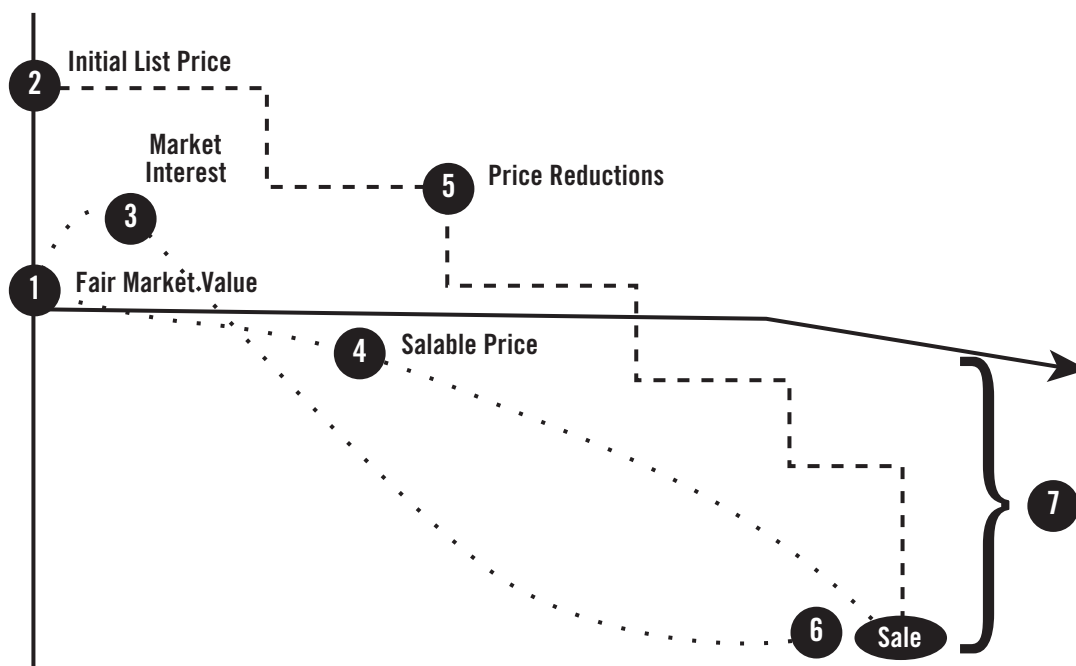 2 Initial List Price
Market
Interest
3
5 Price Reductions
1 Fair Market Value
4 Salable Price
7
6 Sale